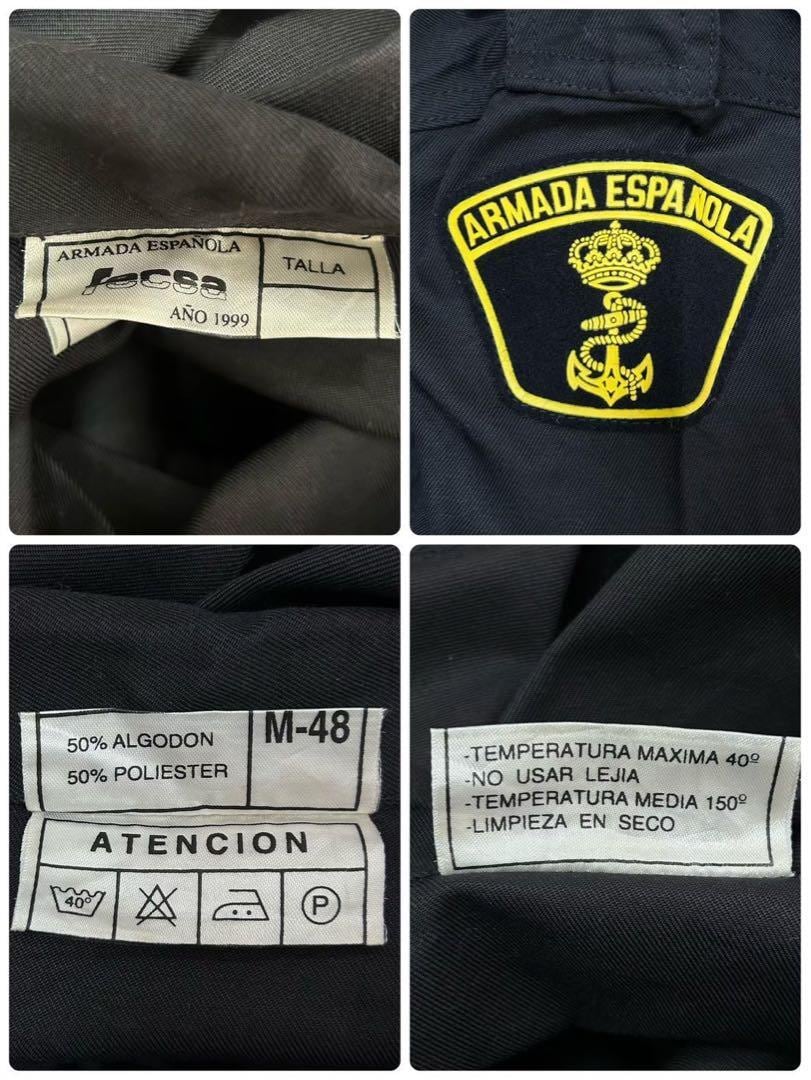 ARMADA ESPAÑOLA
fecsa
AÑO 1999
TALLA
ARMADA ESPAÑOLA
50% ALGODON
50% POLIESTER
M-48
ATENCION
40°
P
-TEMPERATURA MAXIMA 40º
-NO USAR LEJIA
-TEMPERATURA MEDIA 150º
-LIMPIEZA EN SECO